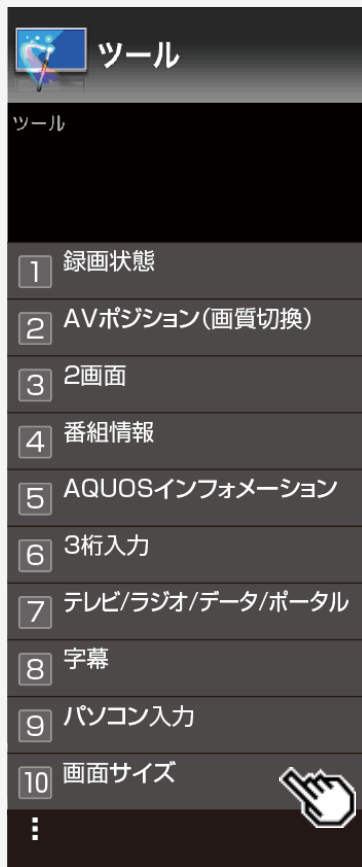 ツール
ツール
1 録画状態
2 AVポジション(画質切換)
3 2画面
4 番組情報
5 AQUOSインフォメーション
6 3桁入力
7 テレビ/ラジオ/データ/ポータル
8 字幕
9 パソコン入力
10 画面サイズ
⋮